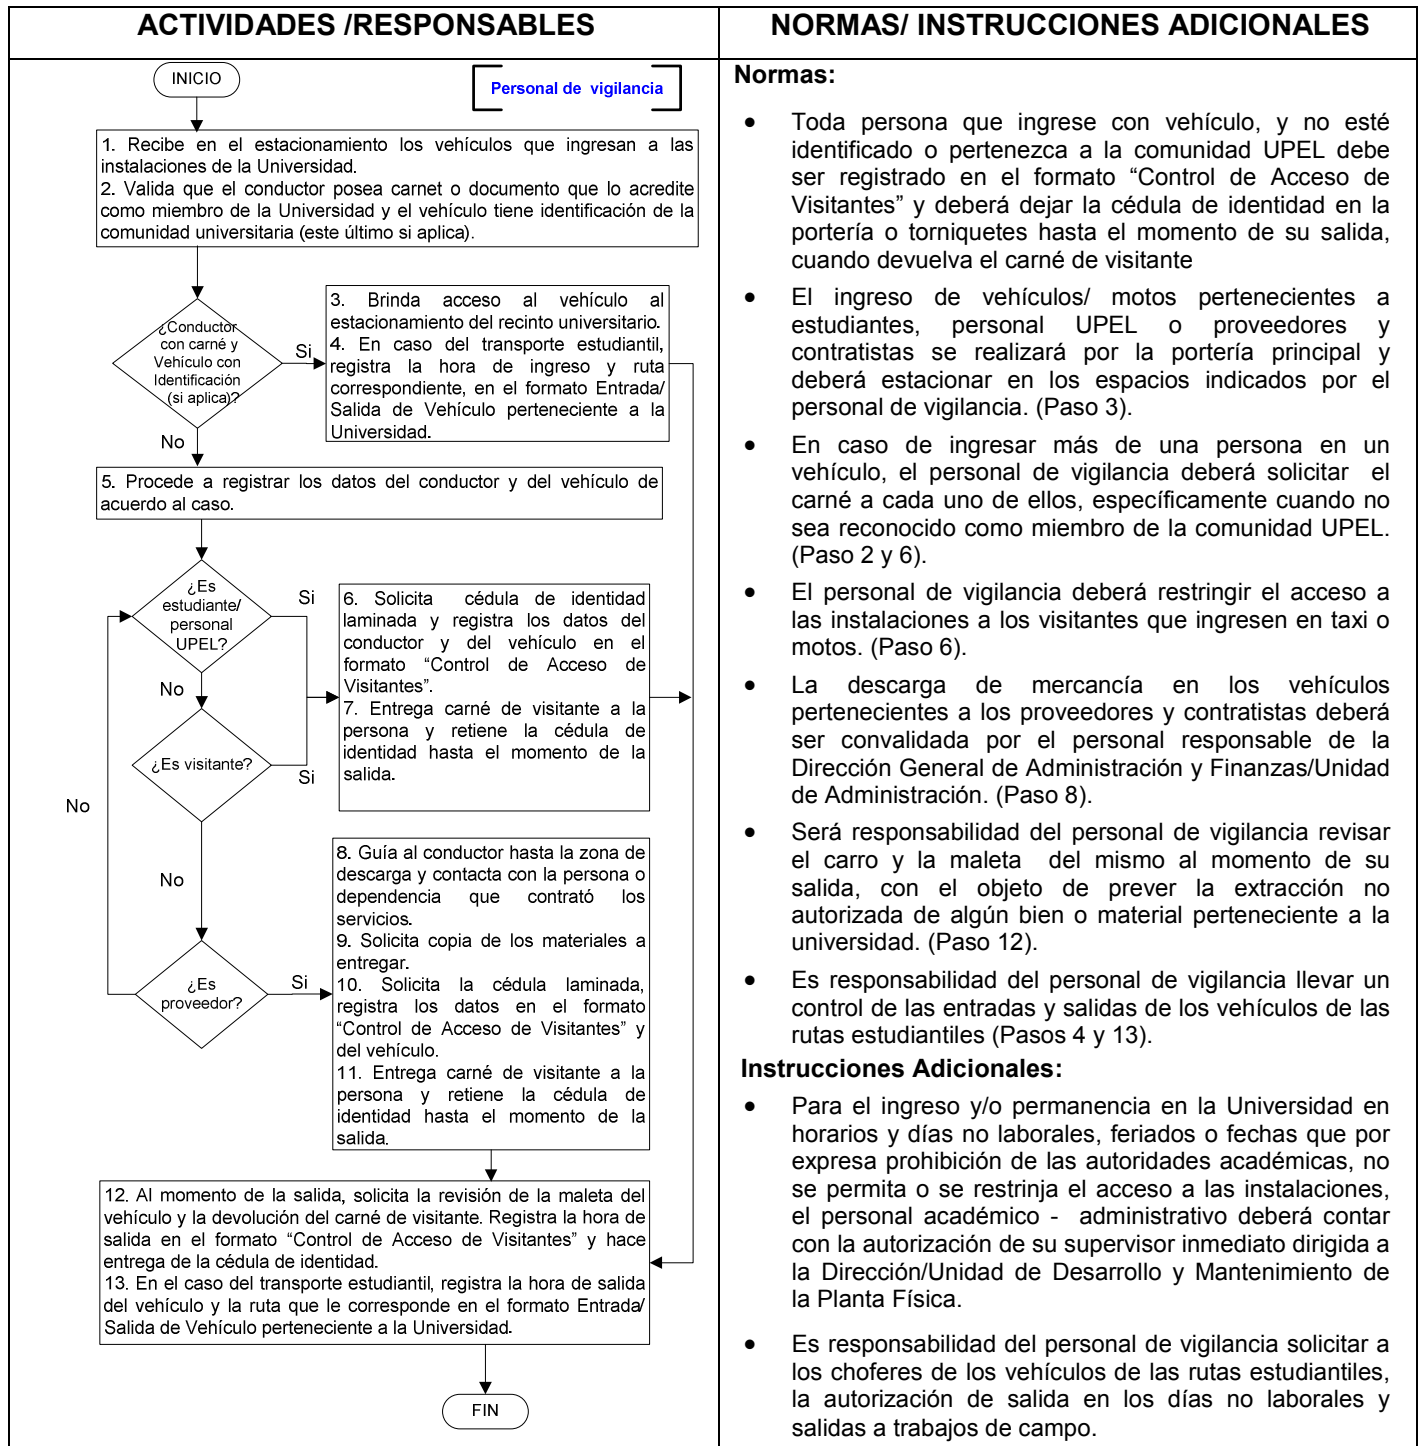 ACTIVIDADES /RESPONSABLES
INICIO
Personal de vigilancia
1. Recibe en el estacionamiento los vehículos que ingresan a las
instalaciones de la Universidad.
2. Valida que el conductor posea carnet o documento que lo acredite
como miembro de la Universidad y el vehículo tiene identificación de la
comunidad universitaria (este último si aplica).
¿Conductor
con carné y
Vehículo con
Identificación
(si aplica)?
Si
3. Brinda acceso al vehículo al
estacionamiento del recinto universitario.
4. En caso del transporte estudiantil,
registra la hora de ingreso y ruta
correspondiente, en el formato Entrada/
Salida de Vehículo perteneciente a la
Universidad.
No
5. Procede a registrar los datos del conductor y del vehículo de
acuerdo al caso.
¿Es
estudiante/
personal
UPEL?
Si
6. Solicita cédula de identidad
laminada y registra los datos del
conductor y del vehículo en el
formato “Control de Acceso de
Visitantes”.
7. Entrega carné de visitante a la
persona y retiene la cédula de
identidad hasta el momento de la
salida.
No
¿Es visitante?
Si
No
No
8. Guía al conductor hasta la zona de
descarga y contacta con la persona o
dependencia que contrató los
servicios.
9. Solicita copia de los materiales a
entregar.
10. Solicita la cédula laminada,
registra los datos en el formato
“Control de Acceso de Visitantes” y
del vehículo.
11. Entrega carné de visitante a la
persona y retiene la cédula de
identidad hasta el momento de la
salida.
¿Es
proveedor?
Si
12. Al momento de la salida, solicita la revisión de la maleta del
vehículo y la devolución del carné de visitante. Registra la hora de
salida en el formato “Control de Acceso de Visitantes” y hace
entrega de la cédula de identidad.
13. En el caso del transporte estudiantil, registra la hora de salida
del vehículo y la ruta que le corresponde en el formato Entrada/
Salida de Vehículo perteneciente a la Universidad.
FIN
NORMAS/ INSTRUCCIONES ADICIONALES
Normas:
• Toda persona que ingrese con vehículo, y no esté
identificado o pertenezca a la comunidad UPEL debe
ser registrado en el formato “Control de Acceso de
Visitantes” y deberá dejar la cédula de identidad en la
portería o torniquetes hasta el momento de su salida,
cuando devuelva el carné de visitante
• El ingreso de vehículos/ motos pertenecientes a
estudiantes, personal UPEL o proveedores y
contratistas se realizará por la portería principal y
deberá estacionar en los espacios indicados por el
personal de vigilancia. (Paso 3).
• En caso de ingresar más de una persona en un
vehículo, el personal de vigilancia deberá solicitar el
carné a cada uno de ellos, específicamente cuando no
sea reconocido como miembro de la comunidad UPEL.
(Paso 2 y 6).
• El personal de vigilancia deberá restringir el acceso a
las instalaciones a los visitantes que ingresen en taxi o
motos. (Paso 6).
• La descarga de mercancía en los vehículos
pertenecientes a los proveedores y contratistas deberá
ser convalidada por el personal responsable de la
Dirección General de Administración y Finanzas/Unidad
de Administración. (Paso 8).
• Será responsabilidad del personal de vigilancia revisar
el carro y la maleta del mismo al momento de su
salida, con el objeto de prever la extracción no
autorizada de algún bien o material perteneciente a la
universidad. (Paso 12).
• Es responsabilidad del personal de vigilancia llevar un
control de las entradas y salidas de los vehículos de las
rutas estudiantiles (Pasos 4 y 13).
Instrucciones Adicionales:
• Para el ingreso y/o permanencia en la Universidad en
horarios y días no laborales, feriados o fechas que por
expresa prohibición de las autoridades académicas, no
se permita o se restrinja el acceso a las instalaciones,
el personal académico - administrativo deberá contar
con la autorización de su supervisor inmediato dirigida a
la Dirección/Unidad de Desarrollo y Mantenimiento de
la Planta Física.
• Es responsabilidad del personal de vigilancia solicitar a
los choferes de los vehículos de las rutas estudiantiles,
la autorización de salida en los días no laborales y
salidas a trabajos de campo.